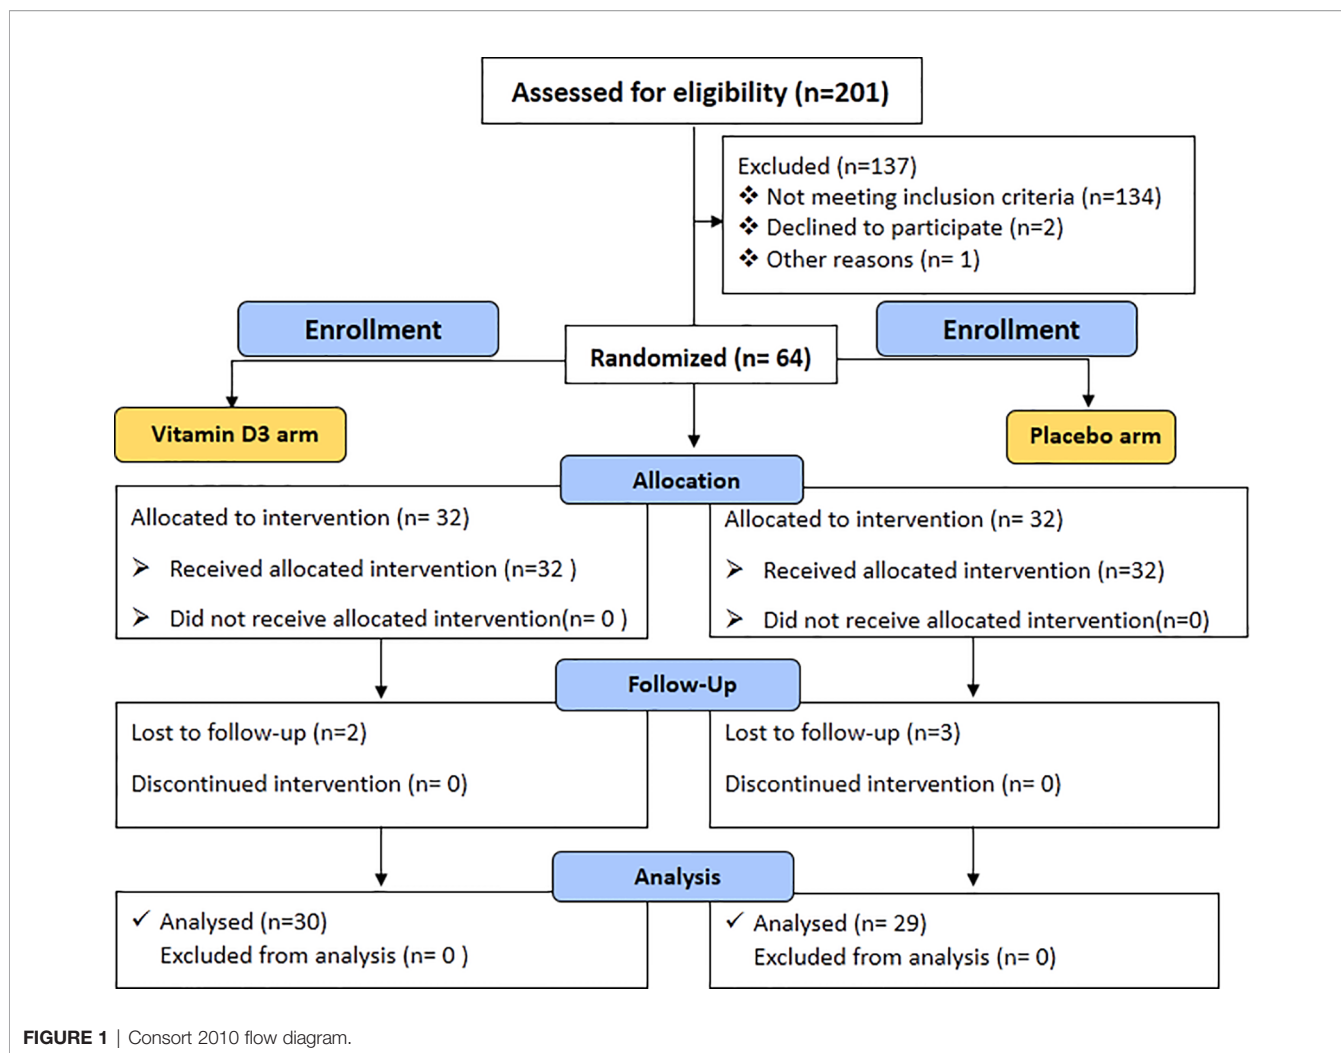 Assessed for eligibility (n=201)
Excluded (n=137)
❖ Not meeting inclusion criteria (n=134)
❖ Declined to participate (n=2)
❖ Other reasons (n= 1)
Enrollment
Enrollment
Randomized (n= 64)
Vitamin D3 arm
Placebo arm
Allocation
Allocated to intervention (n= 32)
➢ Received allocated intervention (n=32 )
➢ Did not receive allocated intervention(n= 0 )
Allocated to intervention (n= 32)
➢ Received allocated intervention (n=32)
➢ Did not receive allocated intervention(n=0)
Follow-Up
Lost to follow-up (n=2)
Discontinued intervention (n= 0)
Lost to follow-up (n=3)
Discontinued intervention (n= 0)
Analysis
✓ Analysed (n=30)
Excluded from analysis (n= 0 )
✓ Analysed (n= 29)
Excluded from analysis (n= 0)
FIGURE 1 | Consort 2010 flow diagram.